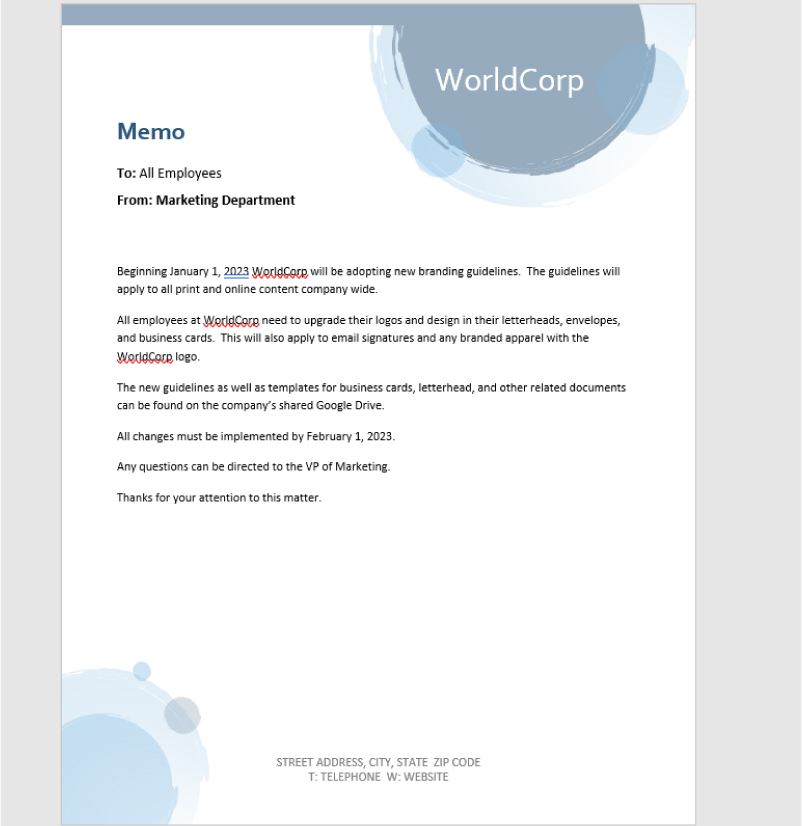 WorldCorp
Memo
To: All Employees
From: Marketing Department
Beginning January 1, 2023 WorldCorp will be adopting new branding guidelines.  The guidelines will
apply to all print and online content company wide.
All employees at WorldCorp need to upgrade their logos and design in their letterheads, envelopes,
and business cards.  This will also apply to email signatures and any branded apparel with the
WorldCorp logo.
The new guidelines as well as templates for business cards, letterhead, and other related documents
can be found on the company’s shared Google Drive.
All changes must be implemented by February 1, 2023.
Any questions can be directed to the VP of Marketing.
Thanks for your attention to this matter.
STREET ADDRESS, CITY, STATE  ZIP CODE
T: TELEPHONE  W: WEBSITE